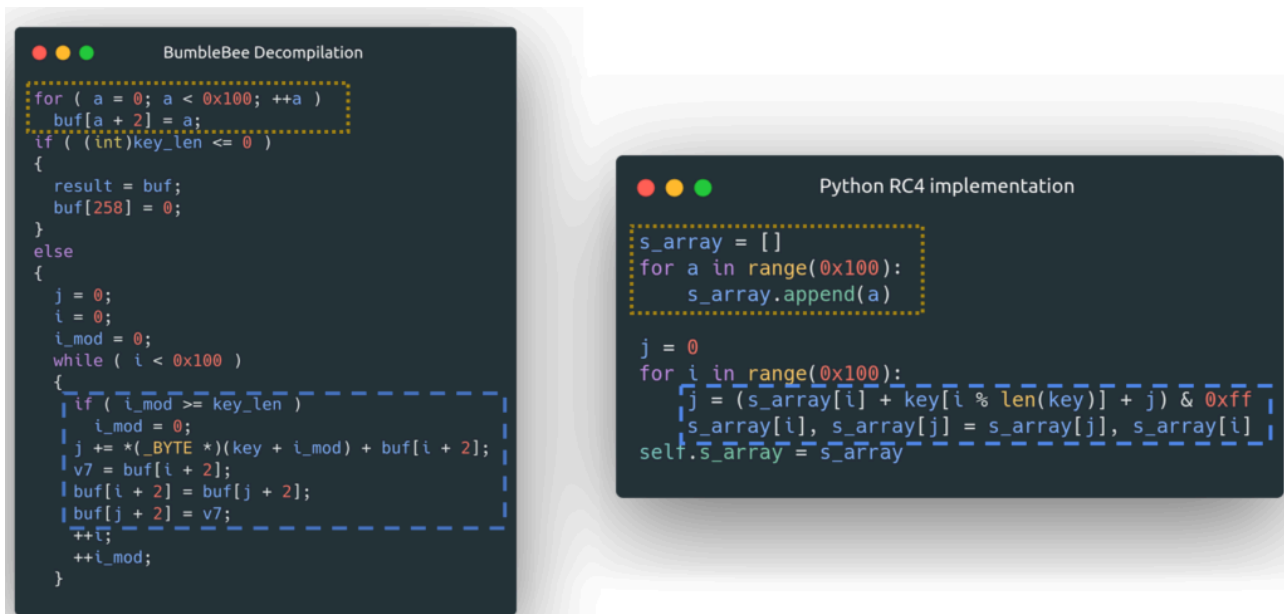 BumbleBee Decompilation
for ( a = 0; a < 0x100; ++a )
  buf[a + 2] = a;
if ( (int)key_len <= 0 )
{
  result = buf;
  buf[258] = 0;
}
else
{
  j = 0;
  i = 0;
  i_mod = 0;
  while ( i < 0x100 )
  {
    if ( i_mod >= key_len )
      i_mod = 0;
    j += *(_BYTE *)(key + i_mod) + buf[i + 2];
    v7 = buf[i + 2];
    buf[i + 2] = buf[j + 2];
    buf[j + 2] = v7;
    ++i;
    ++i_mod;
  }
Python RC4 implementation
s_array = []
for a in range(0x100):
    s_array.append(a)
j = 0
for i in range(0x100):
    j = (s_array[i] + key[i % len(key)] + j) & 0xff
    s_array[i], s_array[j] = s_array[j], s_array[i]
self.s_array = s_array